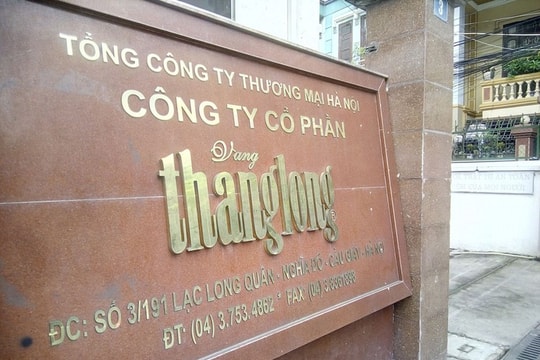 TỔNG CÔNG TY THƯƠNG MẠI HÀ NỘI
CÔNG TY CỔ PHẦN
Vang
thanglong®
ĐC: SỐ 3/191 LẠC LONG QUÂN - NGHĨA ĐÔ - CẦU GIẤY - HÀ NỘI
ĐT: (04) 3.753.4862 * FAX (04)